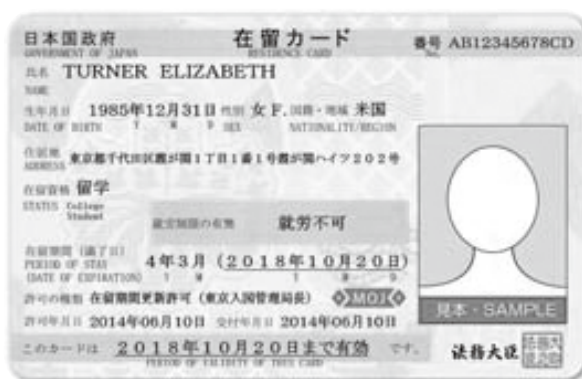 日本国政府 在留カード 番号 AB12345678CD
GOVERNMENT OF JAPAN RESIDENCE CARD No.
氏名 TURNER ELIZABETH
NAME
生年月日 1985年12月31日 性別 女 F. 国籍・地域 米国
DATE OF BIRTH Y M D SEX NATIONALITY/REGION
住居地 東京都千代田区霞が関1丁目1番1号霞が関ハイツ202号
ADDRESS
在留資格 留学
STATUS College
Student
就労制限の有無 就労不可
在留期間(満了日) 4年3月(2018年10月20日)
PERIOD OF STAY
(DATE OF EXPIRATION) Y M Y M D
許可の種類 在留期間更新許可(東京入国管理局長) MOJ
見本・SAMPLE
許可年月日 2014年06月10日 交付年月日 2014年06月10日
このカードは 2018年10月20日まで有効 です。
PERIOD OF VALIDITY OF THIS CARD
法務大臣